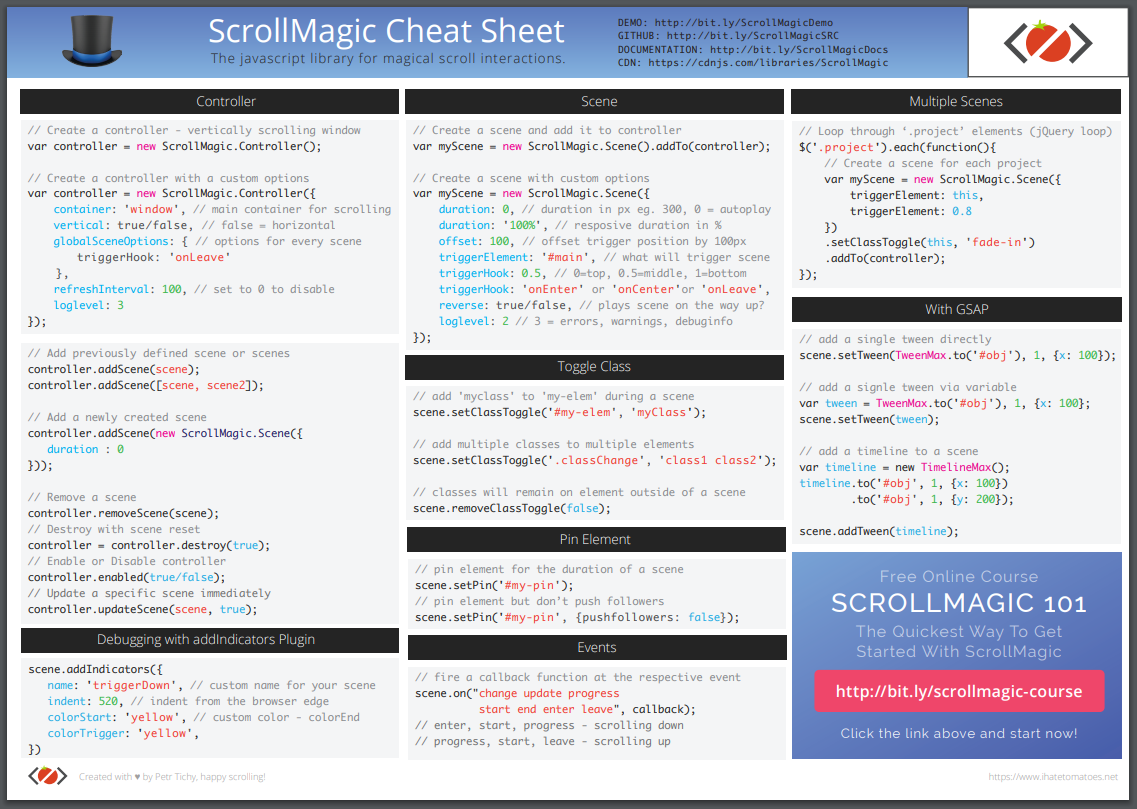 ScrollMagic Cheat Sheet
The javascript library for magical scroll interactions.
DEMO: http://bit.ly/ScrollMagicDemo
GITHUB: http://bit.ly/ScrollMagicSRC
DOCUMENTATION: http://bit.ly/ScrollMagicDocs
CDN: https://cdnjs.com/libraries/ScrollMagic
Controller
// Create a controller - vertically scrolling window
var controller = new ScrollMagic.Controller();
// Create a controller with a custom options
var controller = new ScrollMagic.Controller({
container: 'window', // main container for scrolling
vertical: true/false, // false = horizontal
globalSceneOptions: { // options for every scene
triggerHook: 'onLeave'
},
refreshInterval: 100, // set to 0 to disable
loglevel: 3
});
// Add previously defined scene or scenes
controller.addScene(scene);
controller.addScene([scene, scene2]);
// Add a newly created scene
controller.addScene(new ScrollMagic.Scene({
duration : 0
}));
// Remove a scene
controller.removeScene(scene);
// Destroy with scene reset
controller = controller.destroy(true);
// Enable or Disable controller
controller.enabled(true/false);
// Update a specific scene immediately
controller.updateScene(scene, true);
Debugging with addIndicators Plugin
scene.addIndicators({
name: 'triggerDown', // custom name for your scene
indent: 520, // indent from the browser edge
colorStart: 'yellow', // custom color - colorEnd
colorTrigger: 'yellow',
})
Scene
// Create a scene and add it to controller
var myScene = new ScrollMagic.Scene().addTo(controller);
// Create a scene with custom options
var myScene = new ScrollMagic.Scene({
duration: 0, // duration in px eg. 300, 0 = autoplay
duration: '100%', // resposive duration in %
offset: 100, // offset trigger position by 100px
triggerElement: '#main', // what will trigger scene
triggerHook: 0.5, // 0=top, 0.5=middle, 1=bottom
triggerHook: 'onEnter' or 'onCenter'or 'onLeave',
reverse: true/false, // plays scene on the way up?
loglevel: 2 // 3 = errors, warnings, debuginfo
});
Toggle Class
// add 'myclass' to 'my-elem' during a scene
scene.setClassToggle('#my-elem', 'myClass');
// add multiple classes to multiple elements
scene.setClassToggle('.classChange', 'class1 class2');
// classes will remain on element outside of a scene
scene.removeClassToggle(false);
Pin Element
// pin element for the duration of a scene
scene.setPin('#my-pin');
// pin element but don't push followers
scene.setPin('#my-pin', {pushfollowers: false});
Events
// fire a callback function at the respective event
scene.on("change update progress
start end enter leave", callback);
// enter, start, progress - scrolling down
// progress, start, leave - scrolling up
Multiple Scenes
// Loop through ‘.project’ elements (jQuery loop)
$('.project').each(function(){
// Create a scene for each project
var myScene = new ScrollMagic.Scene({
triggerElement: this,
triggerElement: 0.8
})
.setClassToggle(this, 'fade-in')
.addTo(controller);
});
With GSAP
// add a single tween directly
scene.setTween(TweenMax.to('#obj'), 1, {x: 100});
// add a signle tween via variable
var tween = TweenMax.to('#obj'), 1, {x: 100};
scene.setTween(tween);
// add a timeline to a scene
var timeline = new TimelineMax();
timeline.to('#obj', 1, {x: 100})
.to('#obj', 1, {y: 200});
scene.addTween(timeline);
Free Online Course
SCROLLMAGIC 101
The Quickest Way To Get
Started With ScrollMagic
http://bit.ly/scrollmagic-course
Click the link above and start now!
Created with ♥ by Petr Tichy, happy scrolling!
https://www.ihatetomatoes.net